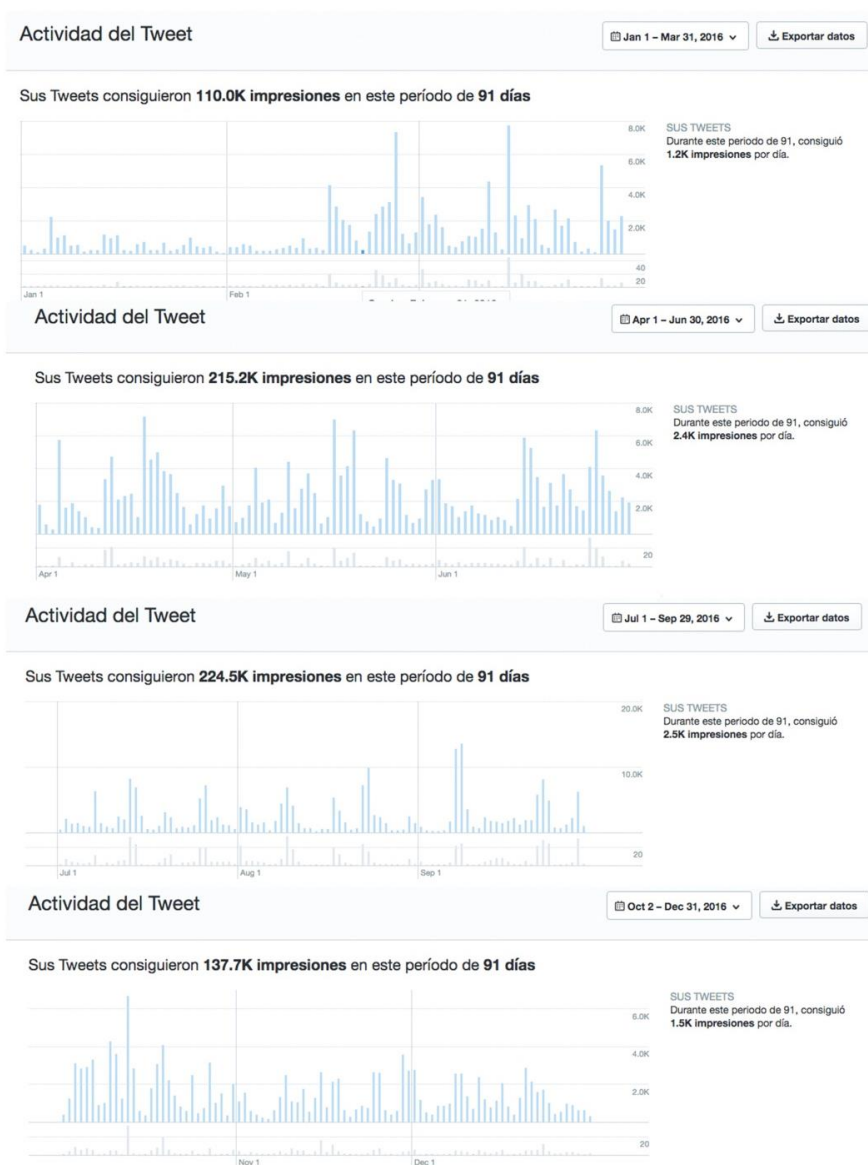 Actividad del Tweet
Jan 1 – Mar 31, 2016
Exportar datos
Sus Tweets consiguieron 110.0K impresiones en este período de 91 días
8.0K
6.0K
4.0K
2.0K
40
20
SUS TWEETS
Durante este periodo de 91, consiguió
1.2K impresiones por día.
Jan 1
Feb 1
Actividad del Tweet
Apr 1 – Jun 30, 2016
Exportar datos
Sus Tweets consiguieron 215.2K impresiones en este período de 91 días
8.0K
6.0K
4.0K
2.0K
20
SUS TWEETS
Durante este periodo de 91, consiguió
2.4K impresiones por día.
Apr 1
May 1
Jun 1
Actividad del Tweet
Jul 1 – Sep 29, 2016
Exportar datos
Sus Tweets consiguieron 224.5K impresiones en este período de 91 días
20.0K
10.0K
20
SUS TWEETS
Durante este periodo de 91, consiguió
2.5K impresiones por día.
Jul 1
Aug 1
Sep 1
Actividad del Tweet
Oct 2 – Dec 31, 2016
Exportar datos
Sus Tweets consiguieron 137.7K impresiones en este período de 91 días
6.0K
4.0K
2.0K
20
SUS TWEETS
Durante este periodo de 91, consiguió
1.5K impresiones por día.
Nov 1
Dec 1